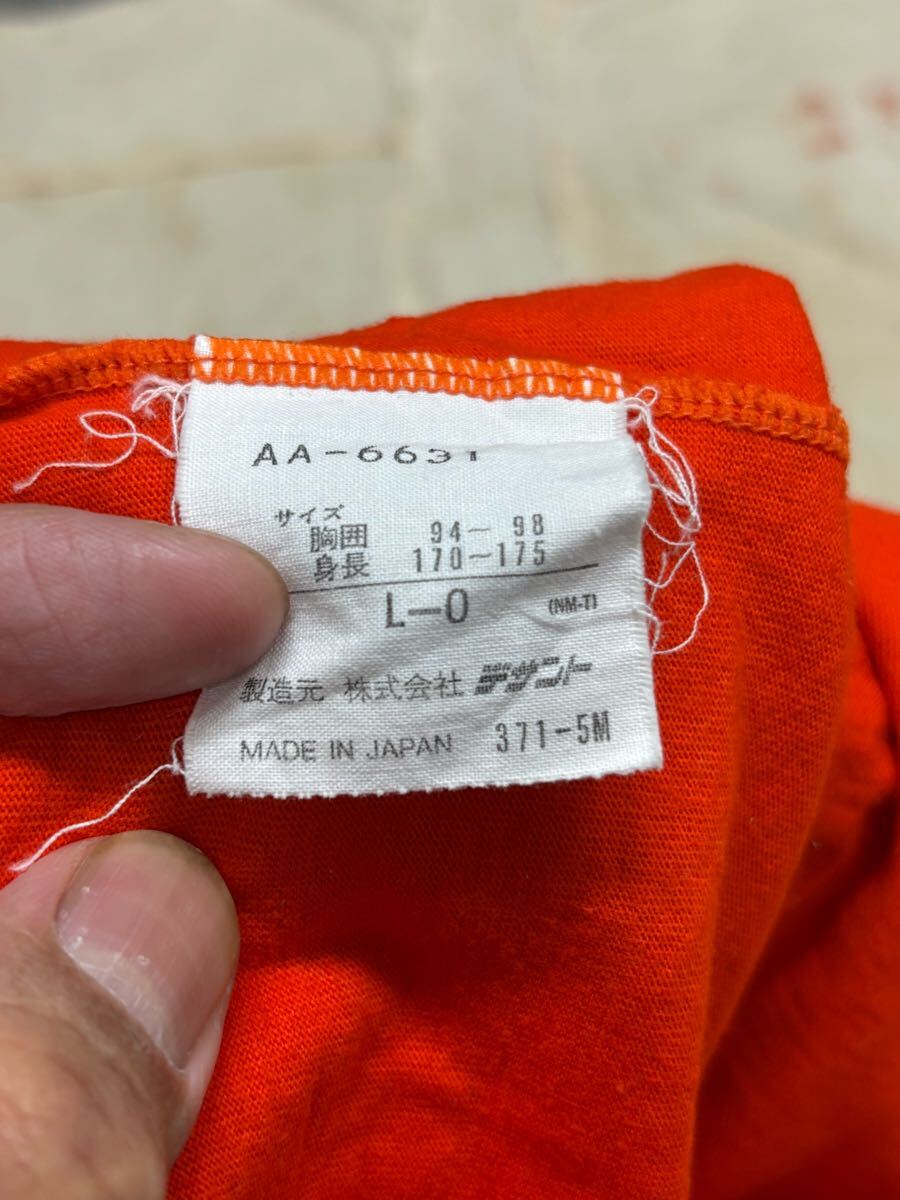 AA-6631
サイズ
胸囲 94～98
身長 170～175
L-O (NM-T)
製造元 株式会社 デサント
MADE IN JAPAN 371-5M